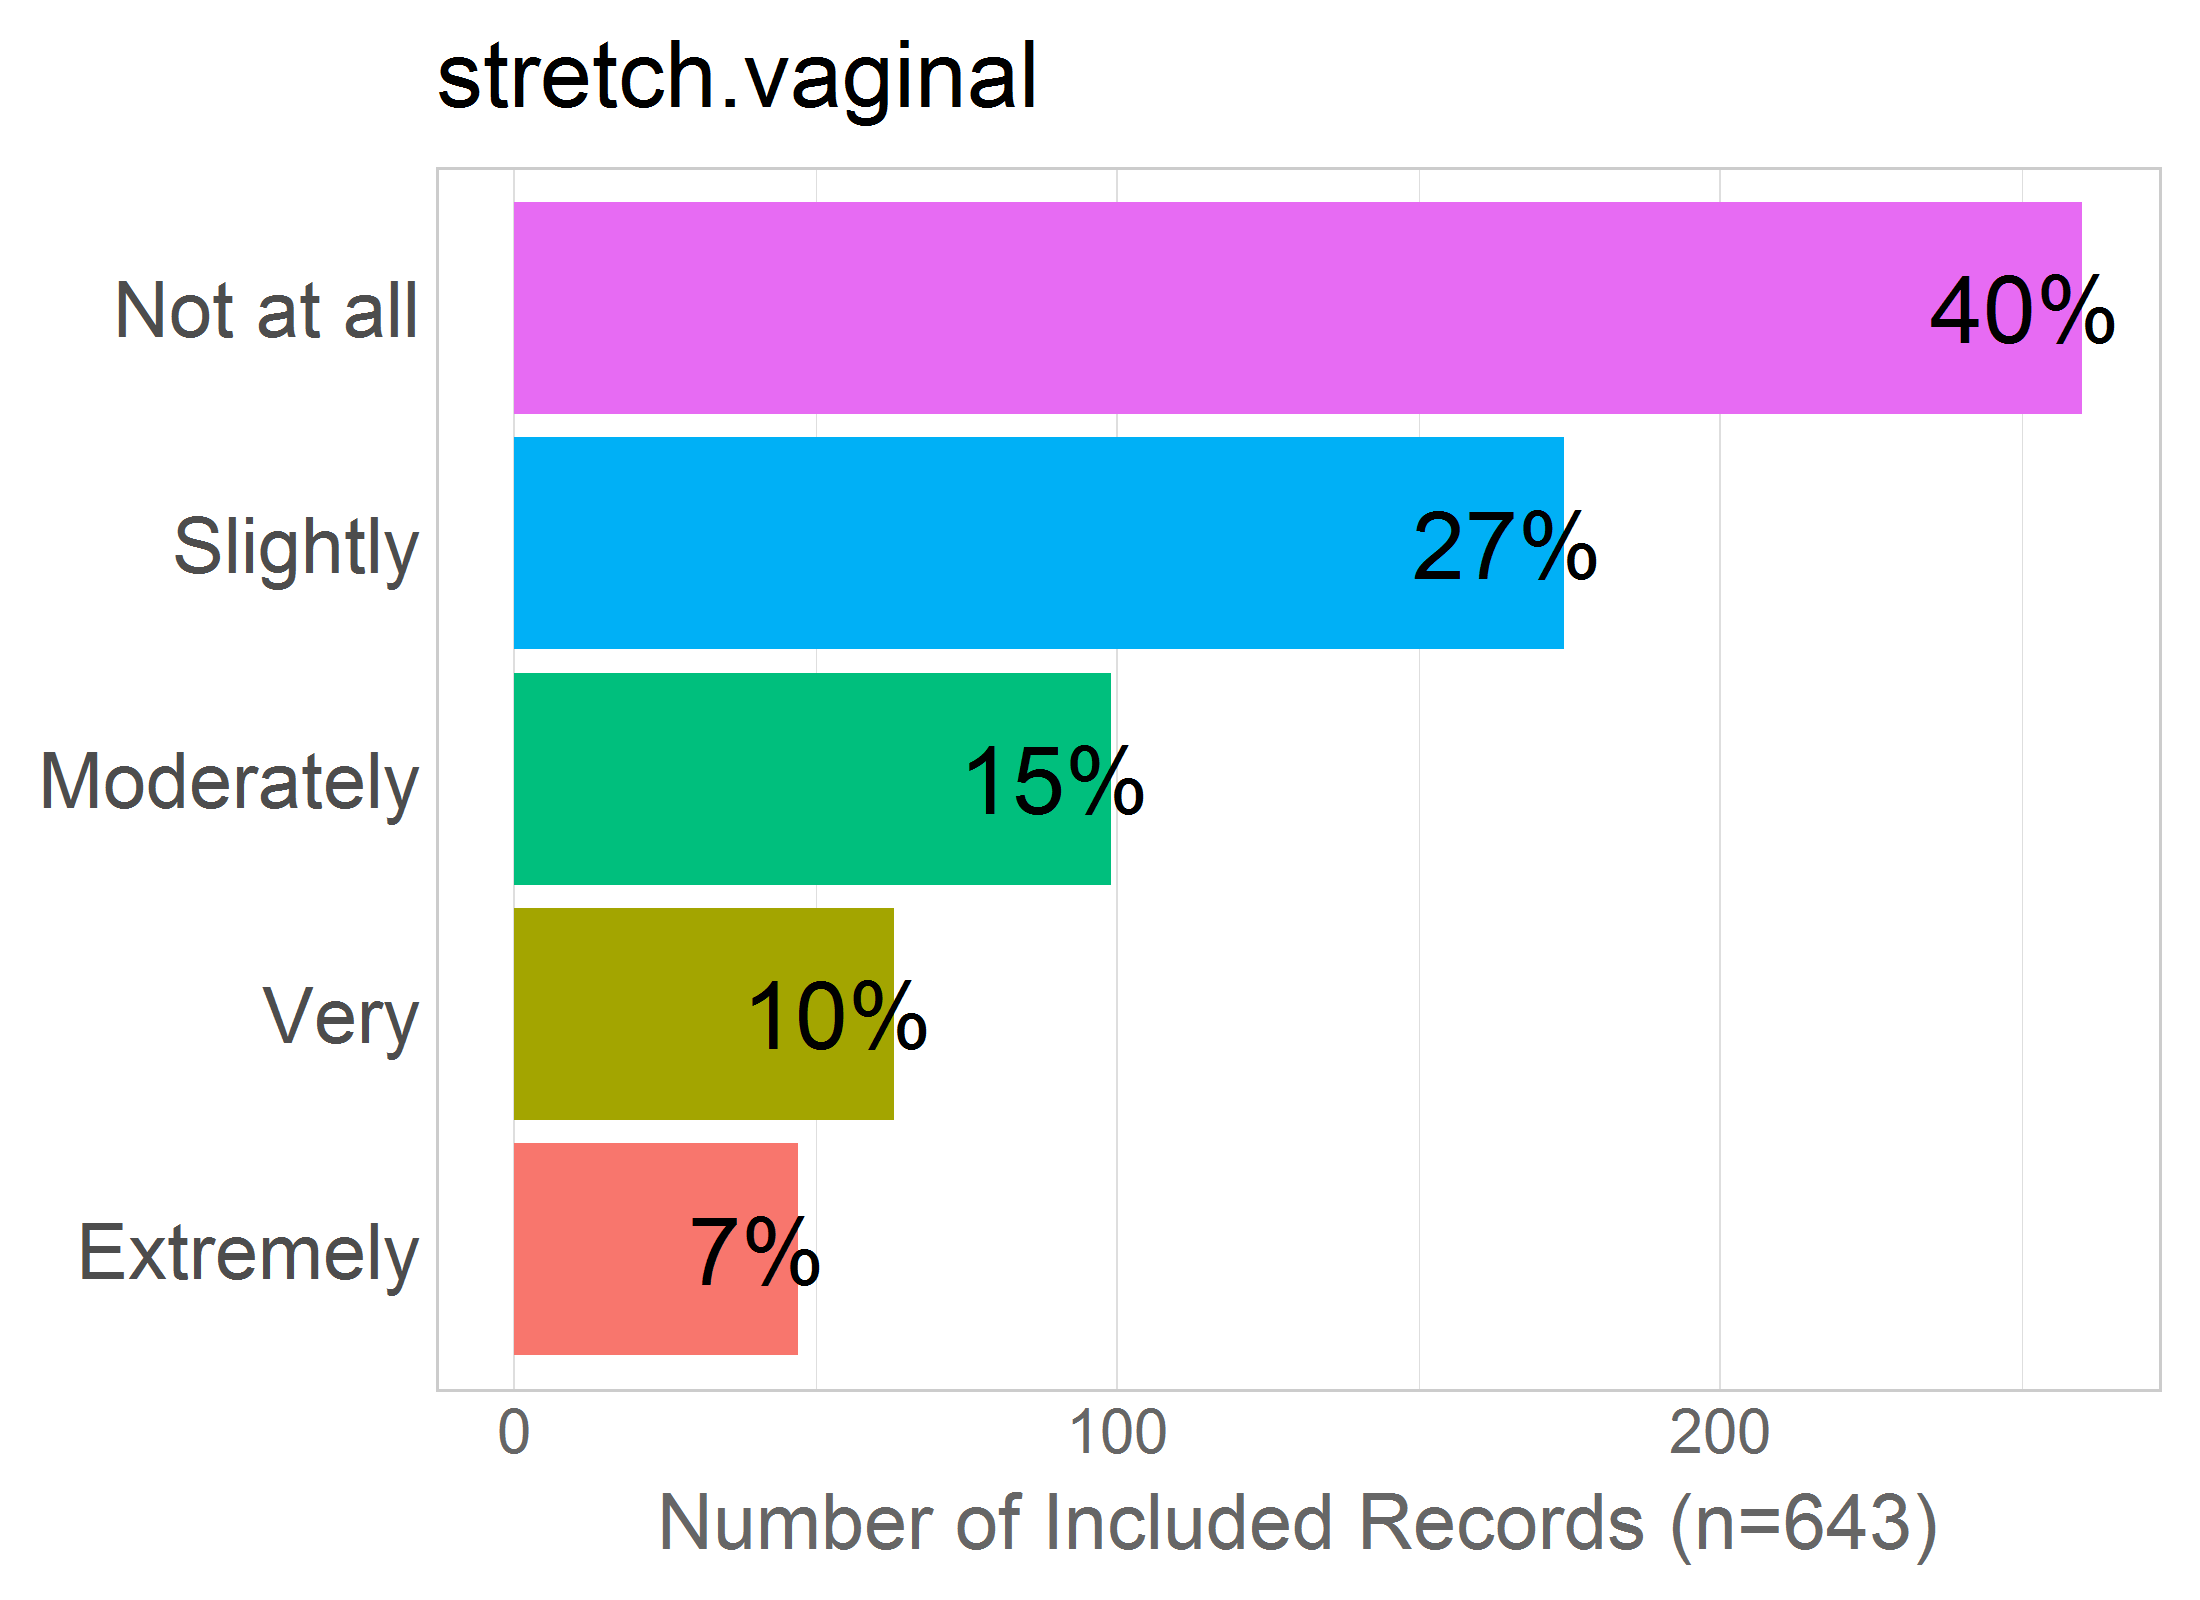 stretch.vaginal
Not at all
40%
Slightly
27%
Moderately
15%
Very
10%
Extremely
7%
0 100 200
Number of Included Records (n=643)